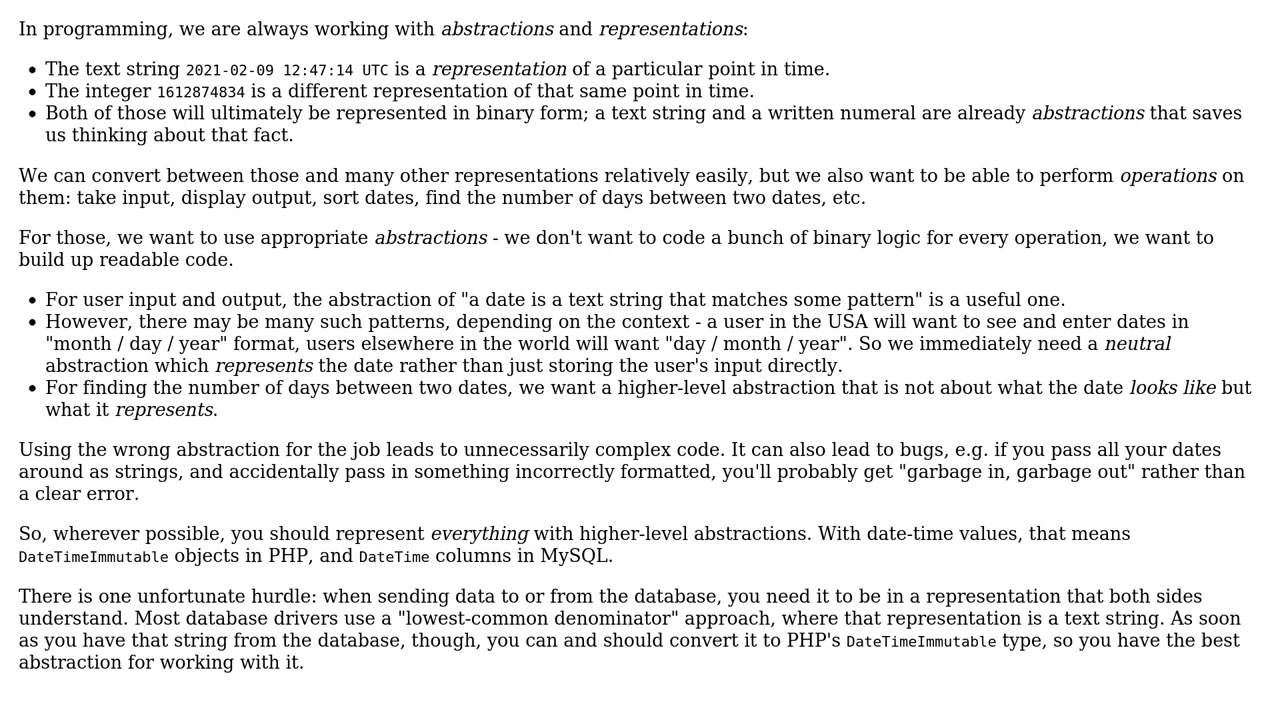 In programming, we are always working with abstractions and representations:
• The text string 2021-02-09 12:47:14 UTC is a representation of a particular point in time.
• The integer 1612874834 is a different representation of that same point in time.
• Both of those will ultimately be represented in binary form; a text string and a written numeral are already abstractions that saves
us thinking about that fact.
We can convert between those and many other representations relatively easily, but we also want to be able to perform operations on
them: take input, display output, sort dates, find the number of days between two dates, etc.
For those, we want to use appropriate abstractions - we don't want to code a bunch of binary logic for every operation, we want to
build up readable code.
• For user input and output, the abstraction of "a date is a text string that matches some pattern" is a useful one.
• However, there may be many such patterns, depending on the context - a user in the USA will want to see and enter dates in
"month / day / year" format, users elsewhere in the world will want "day / month / year". So we immediately need a neutral
abstraction which represents the date rather than just storing the user's input directly.
• For finding the number of days between two dates, we want a higher-level abstraction that is not about what the date looks like but
what it represents.
Using the wrong abstraction for the job leads to unnecessarily complex code. It can also lead to bugs, e.g. if you pass all your dates
around as strings, and accidentally pass in something incorrectly formatted, you'll probably get "garbage in, garbage out" rather than
a clear error.
So, wherever possible, you should represent everything with higher-level abstractions. With date-time values, that means
DateTimeImmutable objects in PHP, and DateTime columns in MySQL.
There is one unfortunate hurdle: when sending data to or from the database, you need it to be in a representation that both sides
understand. Most database drivers use a "lowest-common denominator" approach, where that representation is a text string. As soon
as you have that string from the database, though, you can and should convert it to PHP's DateTimeImmutable type, so you have the best
abstraction for working with it.